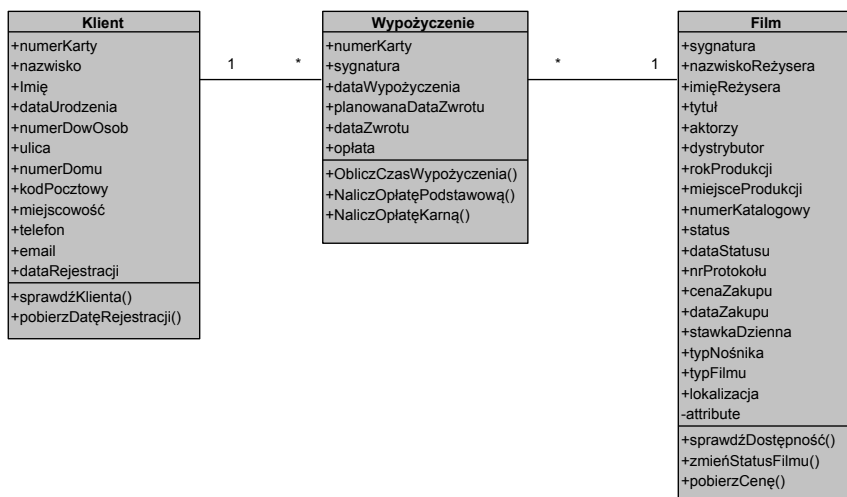 Klient
+numerKarty
+nazwisko
+Imię
+dataUrodzenia
+numerDowOsob
+ulica
+numerDomu
+kodPocztowy
+miejscowość
+telefon
+email
+dataRejestracji
+sprawdźKlienta()
+pobierzDatęRejestracji()
1
*
Wypożyczenie
+numerKarty
+sygnatura
+dataWypożyczenia
+planowanaDataZwrotu
+dataZwrotu
+opłata
+ObliczCzasWypożyczenia()
+NaliczOpłatęPodstawową()
+NaliczOpłatęKarną()
*
1
Film
+sygnatura
+nazwiskoReżysera
+imięReżysera
+tytuł
+aktorzy
+dystrybutor
+rokProdukcji
+miejsceProdukcji
+numerKatalogowy
+status
+dataStatusu
+nrProtokołu
+cenaZakupu
+dataZakupu
+stawkaDzienna
+typNośnika
+typFilmu
+lokalizacja
-attribute
+sprawdźDostępność()
+zmieńStatusFilmu()
+pobierzCenę()